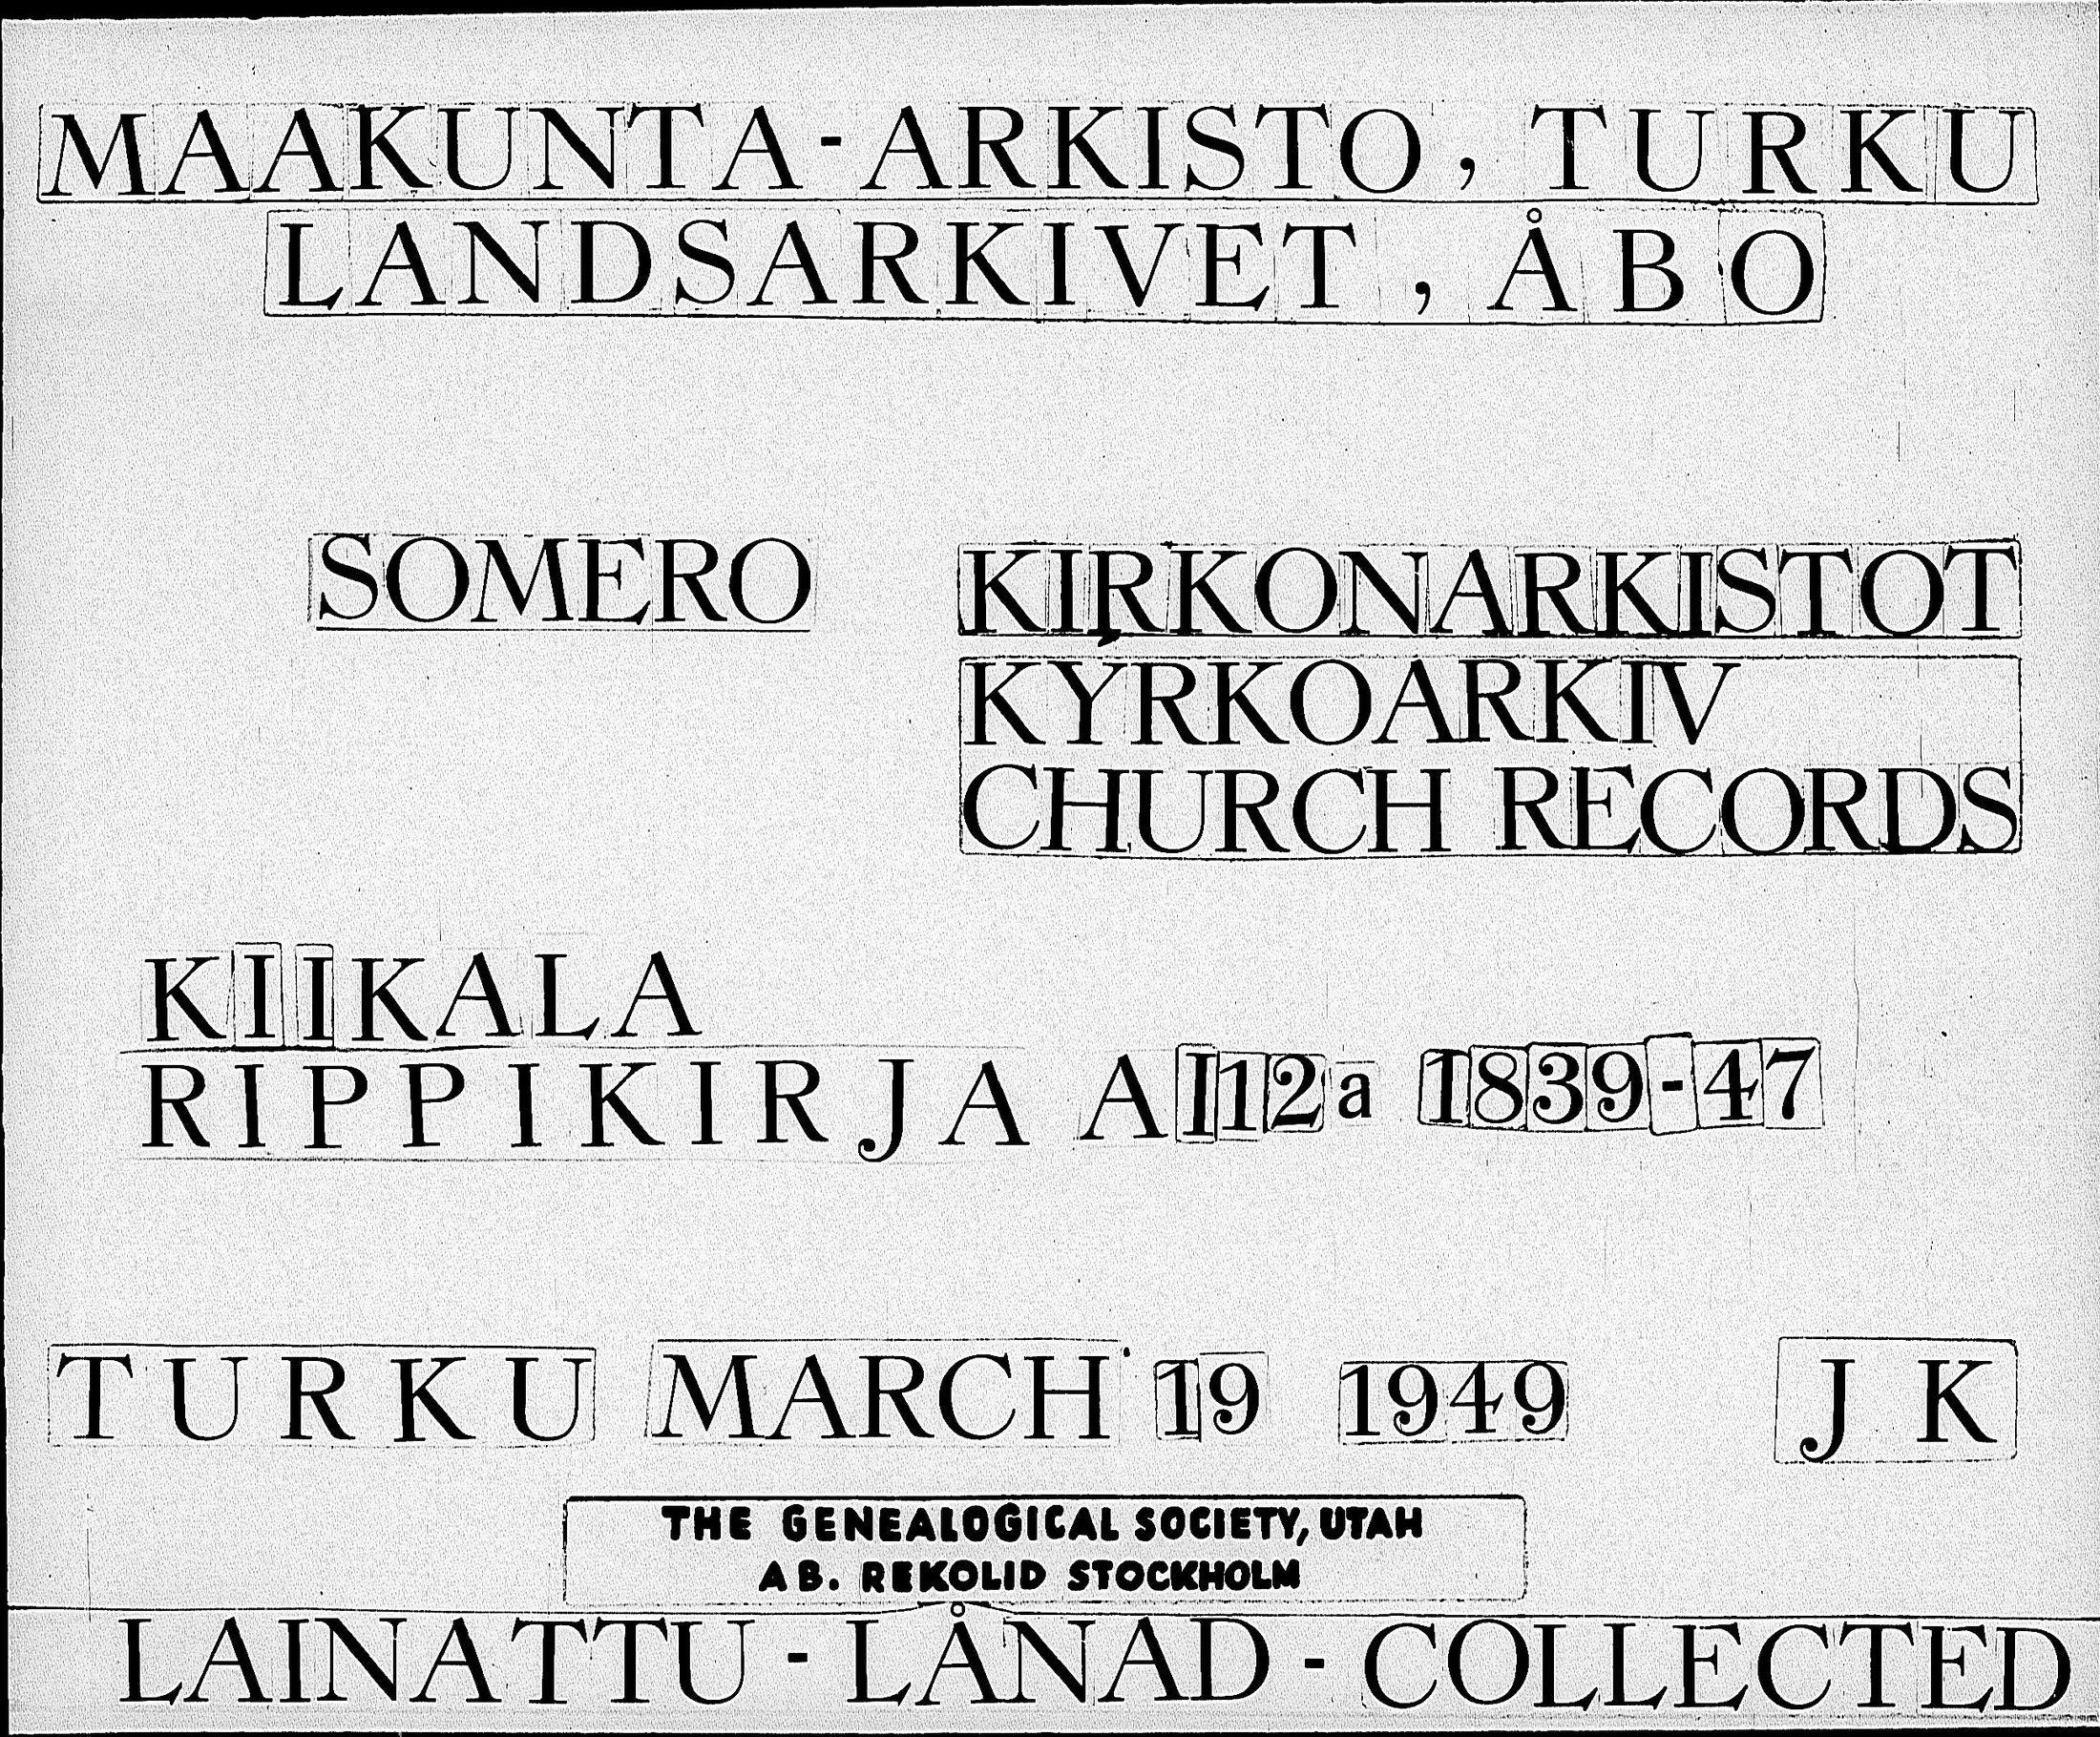 MAAKUNTA-ARKISTO, TURKU
LANDSARKIVET, ÅBO
SOMERO
KIRKONARKISTOT
KYRKOARKIV
CHURCH RECORDS
KIIKALA
RIPPIKIRJA AI12a 1839-47
TURKU MARCH 19 1949 JK
THE GENEALOGICAL SOCIETY, UTAH
AB. REKOLID STOCKHOLM
LAINATTU - LÅNAD - COLLECTED